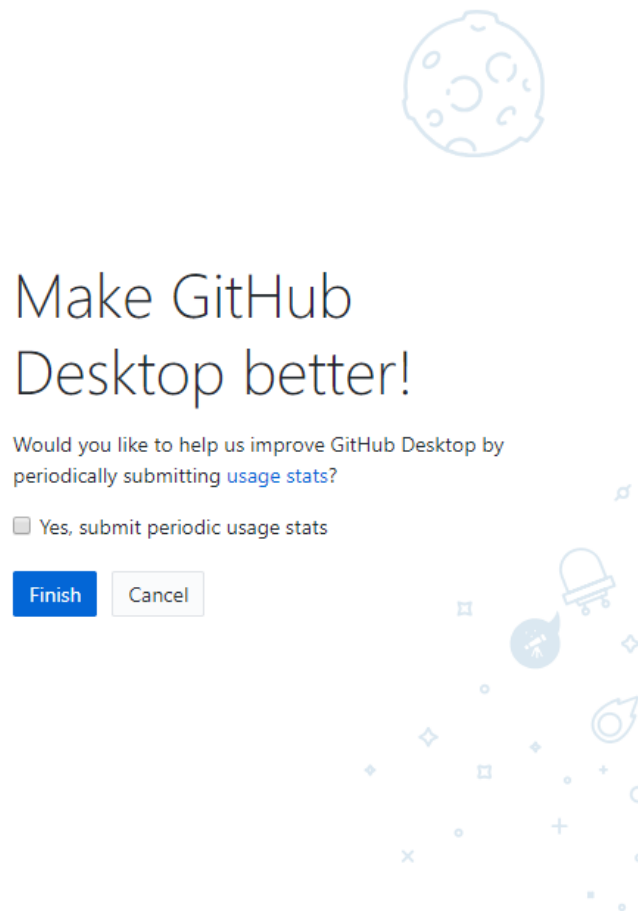 Make GitHub
Desktop better!
Would you like to help us improve GitHub Desktop by
periodically submitting usage stats?
Yes, submit periodic usage stats
Finish
Cancel